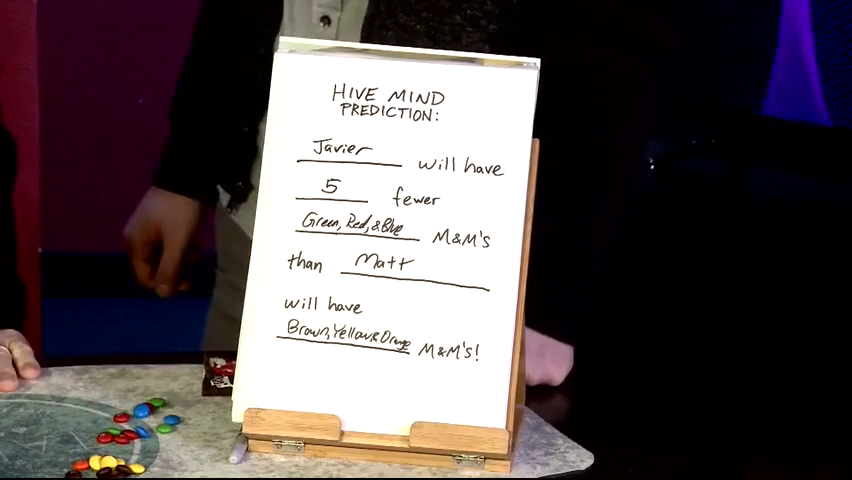 HIVE MIND
PREDICTION:
Javier will have
5 fewer
Green, Red, & Blue M&M'S
than Matt
will have
Brown, Yellow & Orange M&M's!